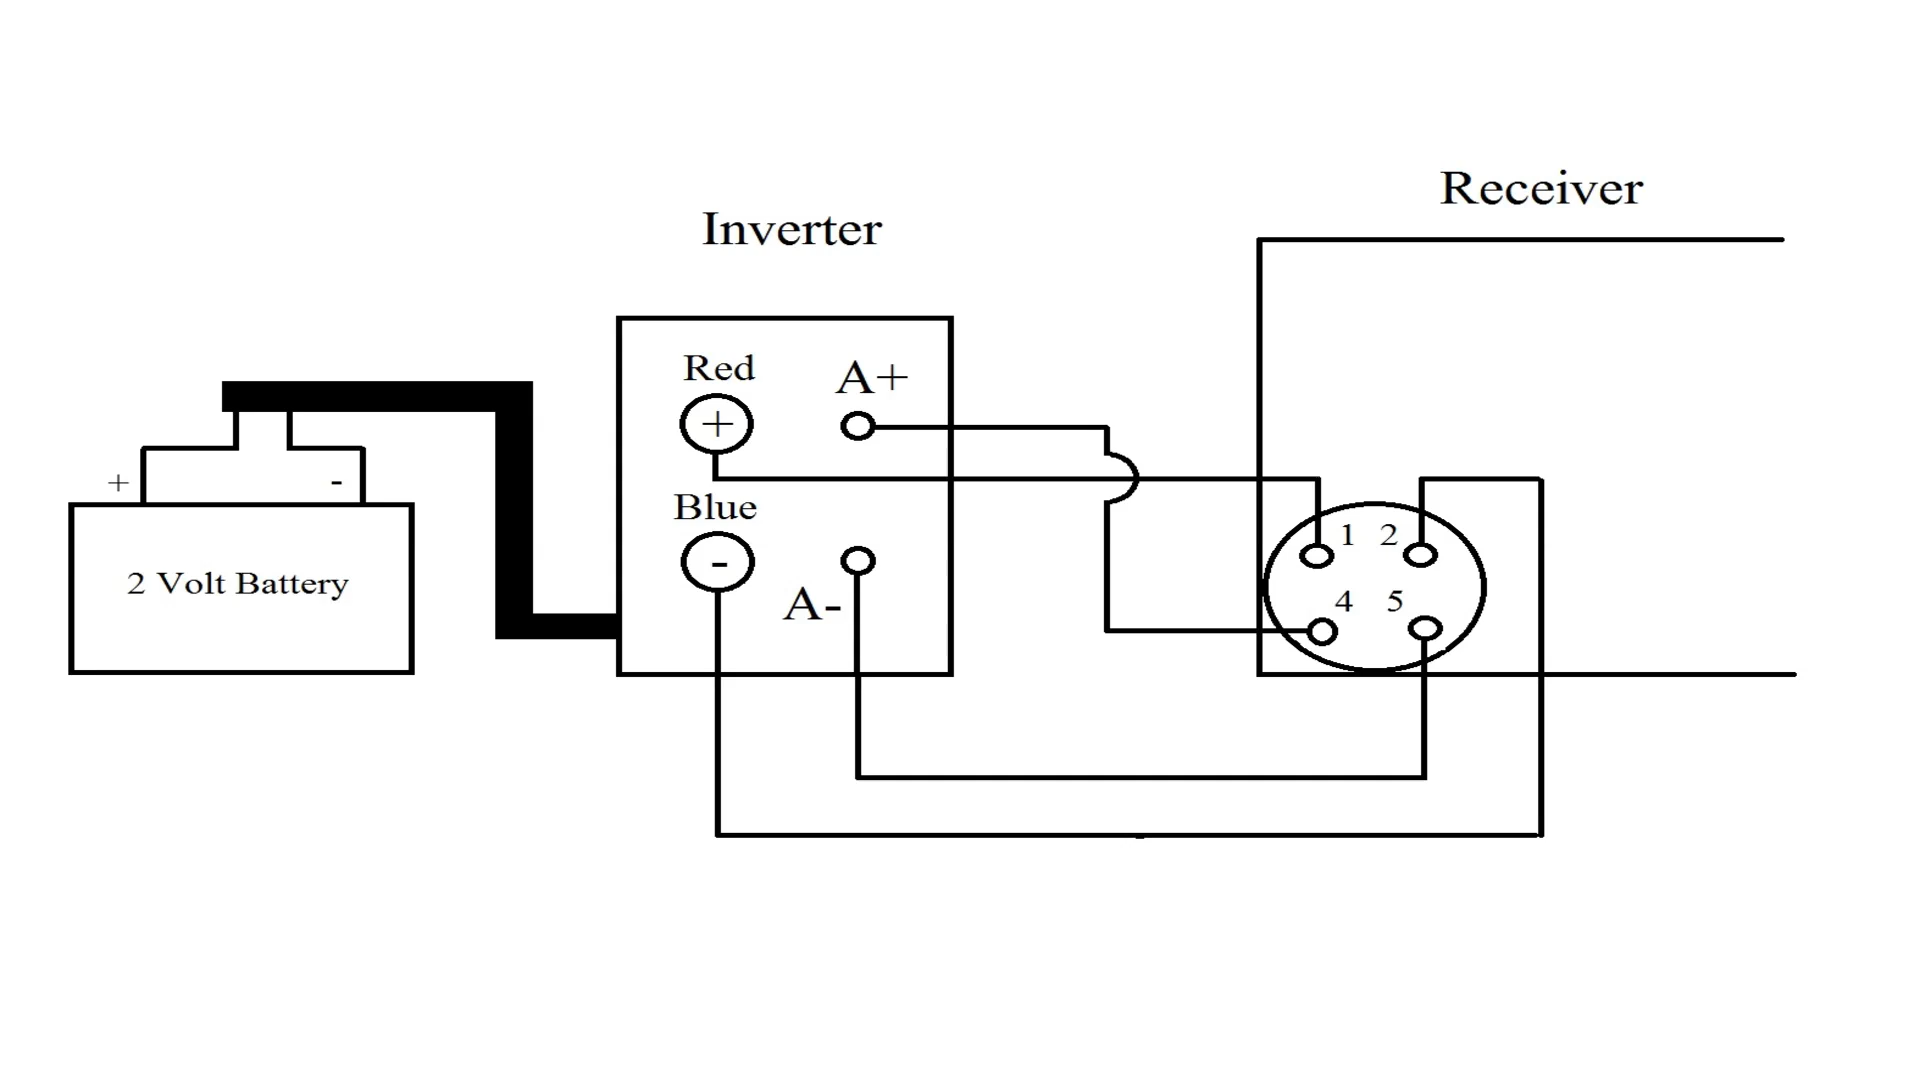 Receiver
Inverter
Red
A+
+
+
-
Blue
1 2
-
2 Volt Battery
A-
4 5